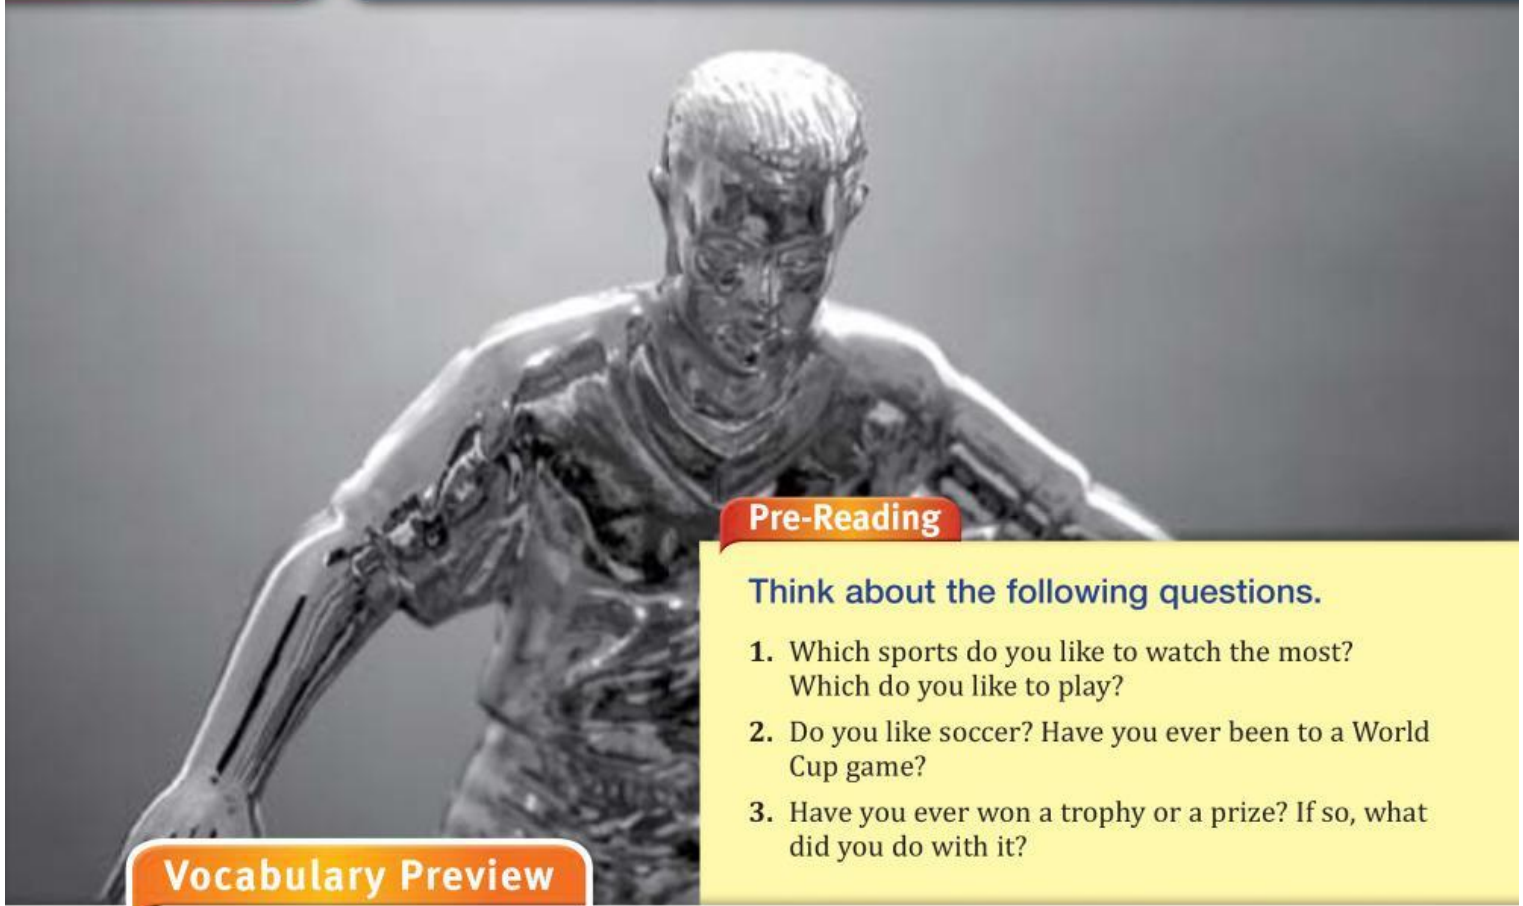 Pre-Reading
Think about the following questions.
1. Which sports do you like to watch the most?
Which do you like to play?
2. Do you like soccer? Have you ever been to a World
Cup game?
3. Have you ever won a trophy or a prize? If so, what
did you do with it?
Vocabulary Preview